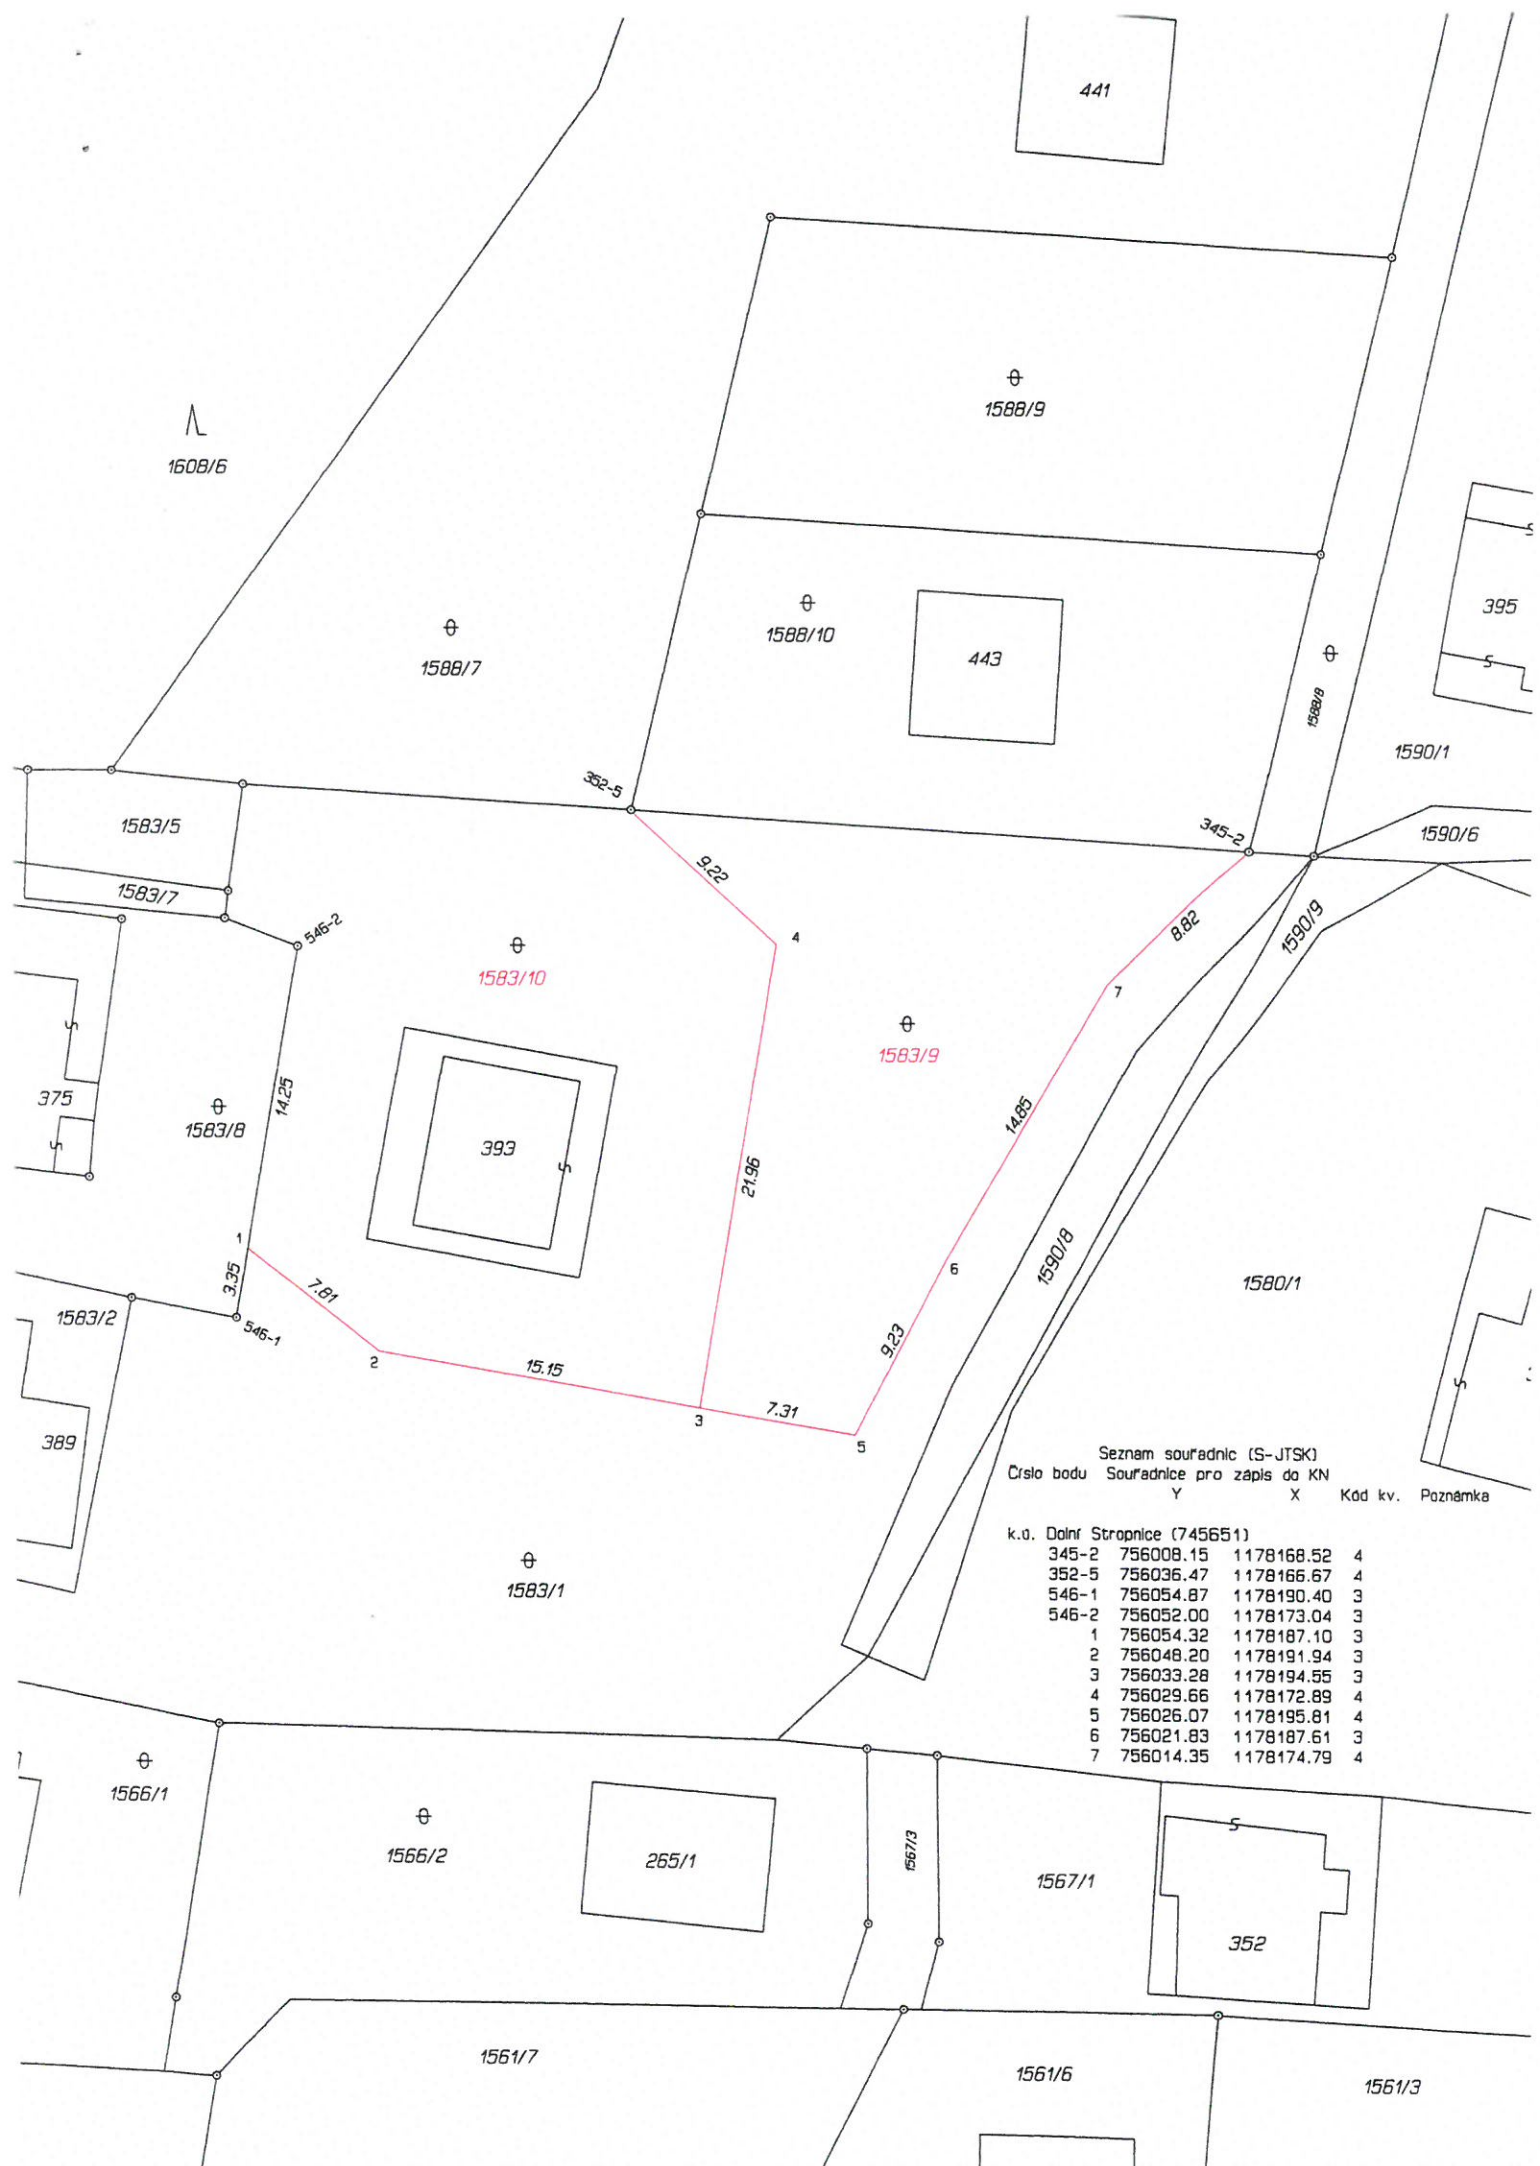 441
1588/9
1608/6
395
S
1588/10
443
1588/7
1588/8
1590/1
352-5
345-2
1590/6
1583/5
1583/7
9.22
8.82
1590/9
546-2
4
1583/10
7
1583/9
S
375
14.25
1583/8
14.85
393
S
S
21.96
1
3.35
7.81
6
1590/8
1580/1
1583/2
546-1
9.23
2
15.15
7.31
3
5
S
389
Seznam souřadnic (S-JTSK)
Číslo bodu Souřadnice pro zápis do KN
Y X Kód kv. Poznámka
k.ú. Dolní Stropnice (745651)
345-2 756008.15 1178168.52 4
352-5 756036.47 1178166.67 4
546-1 756054.87 1178190.40 3
546-2 756052.00 1178173.04 3
1 756054.32 1178187.10 3
2 756048.20 1178191.94 3
3 756033.28 1178194.55 3
4 756029.66 1178172.89 4
5 756026.07 1178195.81 4
6 756021.83 1178187.61 3
7 756014.35 1178174.79 4
1583/1
1566/1
1566/2
265/1
1567/3
1567/1
S
352
1561/7
1561/6
1561/3